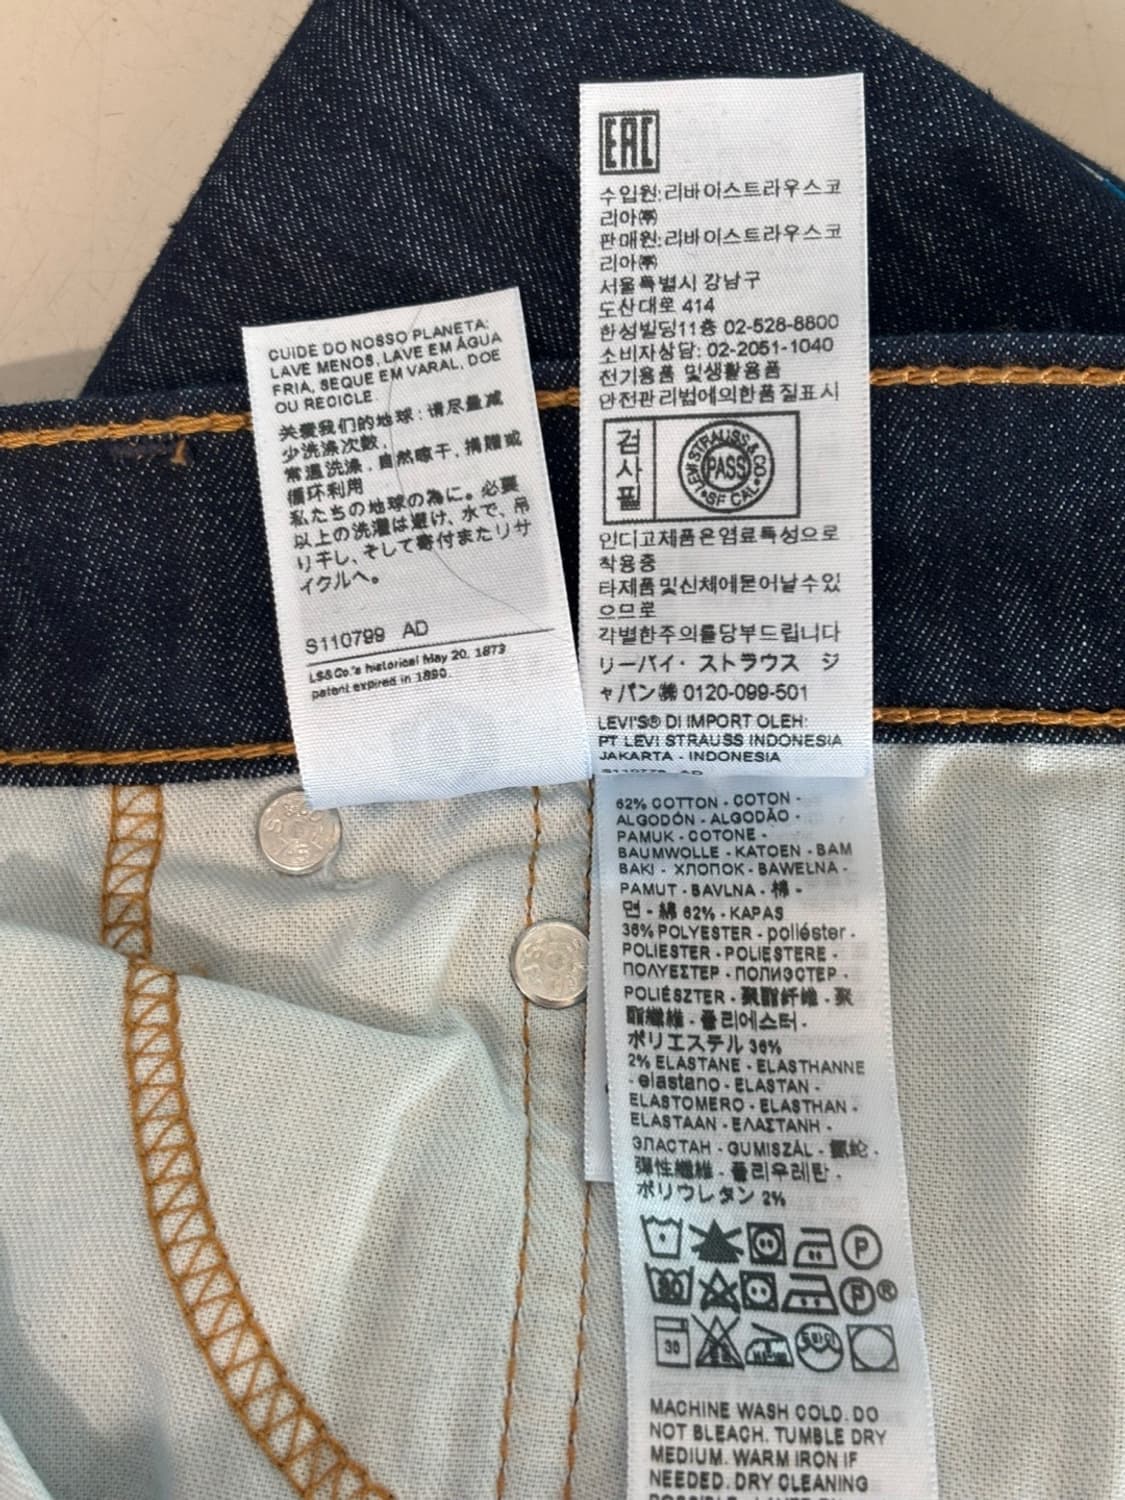 CUIDE DO NOSSO PLANETA:
LAVE MENOS, LAVE EM ÁGUA
FRIA, SEQUE EM VARAL, DOE
OU RECICLE.
关爱我们的地球:请尽量减
少洗涤次数,
常温洗涤,自然晾干,捐赠或
循环利用
私たちの地球の為に。必要
以上の洗濯は避け、水で、吊
り干し、そして寄付またリサ
イクルへ。
S110799 AD
LS&Co.'s historical May 20, 1873
patent expired in 1890.
EAC
수입원:리바이스트라우스코
리아㈜
판매원:리바이스트라우스코
리아㈜
서울특별시 강남구
도산대로 414
한성빌딩11층 02-528-8800
소비자상담: 02-2051-1040
전기용품 및생활용품
안전관리법에의한품질표시
검사필
LEVI STRAUSS & CO
PASS
SF CAL
인디고제품은염료특성으로
착용중
타제품및신체에묻어날수있
으므로
각별한주의를당부드립니다
リーバイ・ストラウス ジ
ャパン㈱ 0120-099-501
LEVI'S® DI IMPORT OLEH:
PT LEVI STRAUSS INDONESIA
JAKARTA - INDONESIA
62% COTTON - COTON -
ALGODÓN - ALGODÃO -
PAMUK - COTONE -
BAUMWOLLE - KATOEN - BAM
BAKI - ХЛОПОК - BAWEŁNA -
PAMUT - BAVLNA - 棉 -
면 - 綿 62% - KAPAS
36% POLYESTER - poliéster -
POLIESTER - POLIESTERE -
ΠΟΛΥΕΣΤΕΡ - ПОЛИЭСТЕР -
POLIÉSZTER - 聚酯纤维 - 聚
酯纖維 - 폴리에스터 -
ポリエステル 36%
2% ELASTANE - ELASTHANNE
- elastano - ELASTAN -
ELASTOMERO - ELASTHAN -
ELASTAAN - ΕΛΑΣΤΑΝΗ -
ЭЛАСТАН - GUMISZÁL - 氨纶 -
彈性纖維 - 폴리우레탄 -
ポリウレタン 2%
P
P ®
30
드라이
MACHINE WASH COLD. DO
NOT BLEACH. TUMBLE DRY
MEDIUM. WARM IRON IF
NEEDED. DRY CLEANING